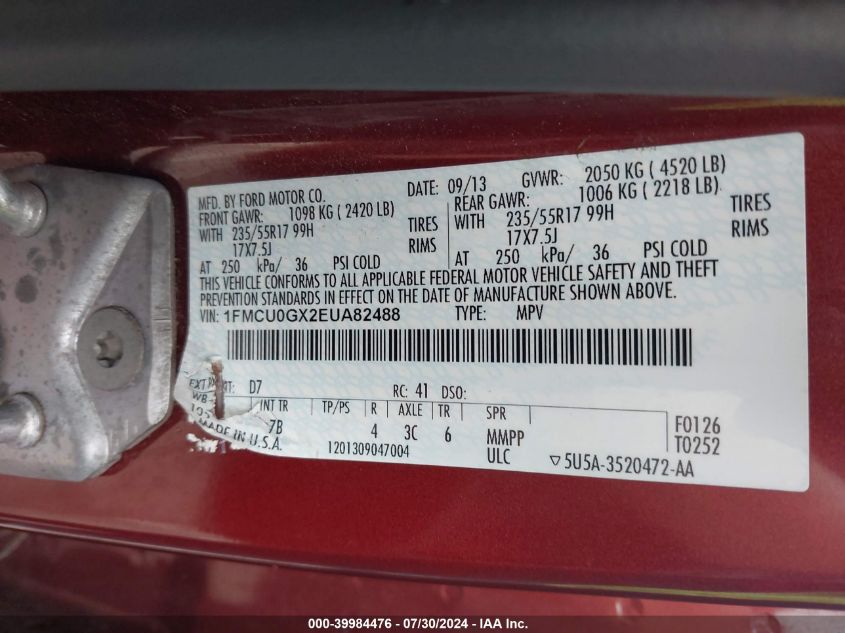 MFD. BY FORD MOTOR CO. DATE: 09/13 GVWR: 2050 KG ( 4520 LB)
FRONT GAWR: 1098 KG ( 2420 LB) REAR GAWR: 1006 KG ( 2218 LB)
WITH 235/55R17 99H TIRES WITH 235/55R17 99H TIRES
17X7.5J RIMS 17X7.5J RIMS
AT 250 kPa/ 36 PSI COLD AT 250 kPa/ 36 PSI COLD
THIS VEHICLE CONFORMS TO ALL APPLICABLE FEDERAL MOTOR VEHICLE SAFETY AND THEFT
PREVENTION STANDARDS IN EFFECT ON THE DATE OF MANUFACTURE SHOWN ABOVE.
VIN: 1FMCU0GX2EUA82488 TYPE: MPV
EXT D7 RC: 41 DSO:
WB INT TR TP/PS R AXLE TR SPR F0126
105 7B 4 3C 6 MMPP T0252
MADE IN U.S.A. 1201309047004 ULC ▽5U5A-3520472-AA
000-39984476 / 07/30/2024 - IAA Inc.